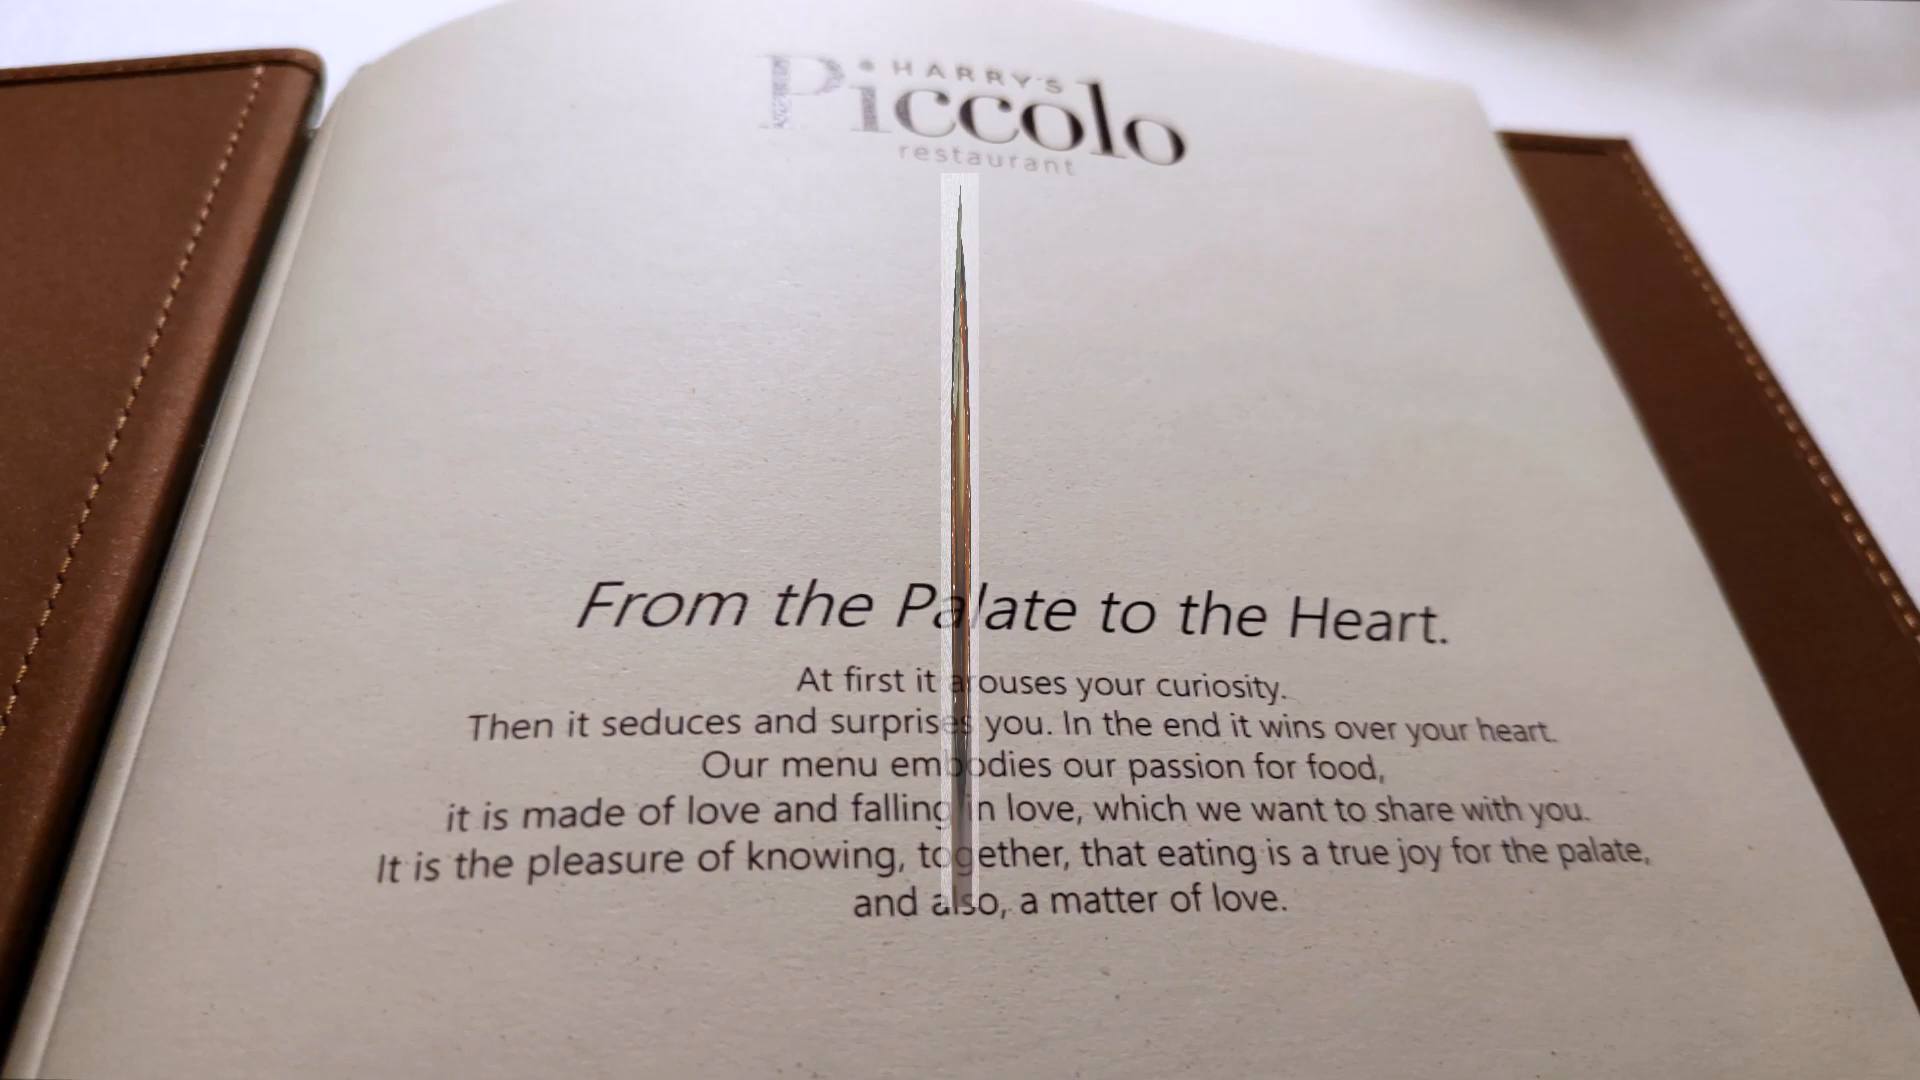 HARRY'S
Piccolo
restaurant
From the Palate to the Heart.
At first it arouses your curiosity.
Then it seduces and surprises you. In the end it wins over your heart.
Our menu embodies our passion for food,
it is made of love and falling in love, which we want to share with you.
It is the pleasure of knowing, together, that eating is a true joy for the palate,
and also, a matter of love.